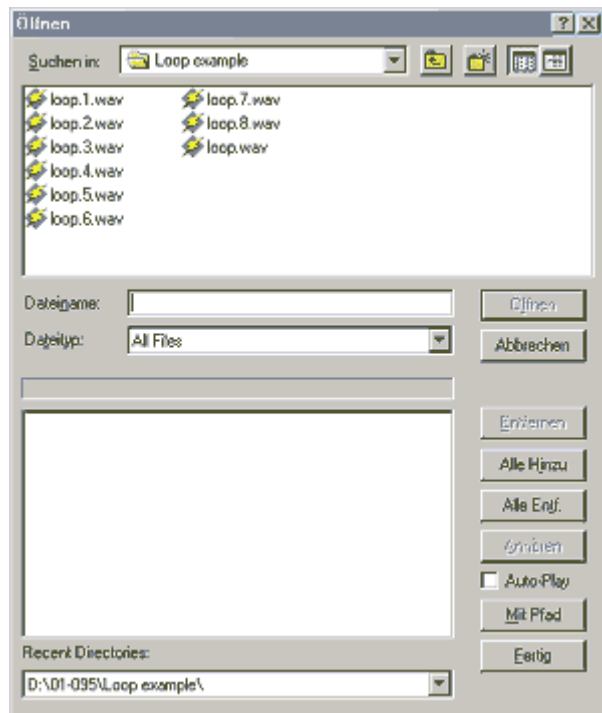 Öffnen
Suchen in: Loop example
loop.1.wav
loop.2.wav
loop.3.wav
loop.4.wav
loop.5.wav
loop.6.wav
loop.7.wav
loop.8.wav
loop.wav
Dateiname:
Öffnen
Dateityp: All Files
Abbrechen
Entfernen
Alle Hinzu
Alle Entf.
Auto-Play
Mit Pfad
Recent Directories:
Fertig
D:\01-095\Loop example\